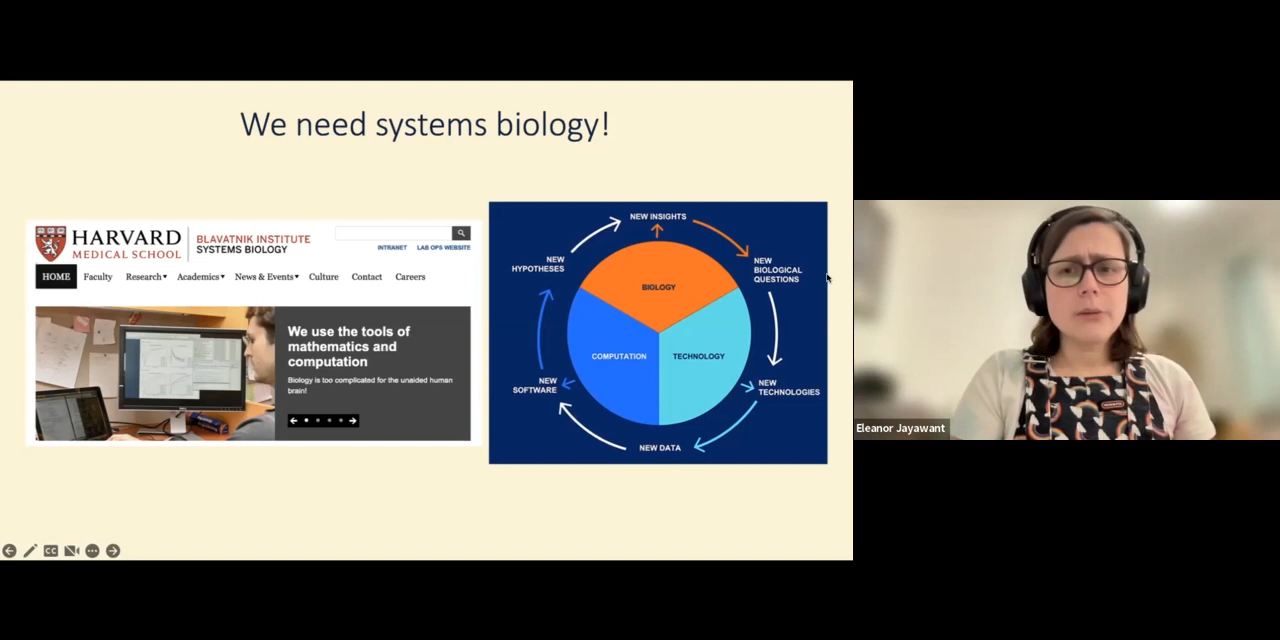 We need systems biology!
HARVARD
MEDICAL SCHOOL
BLAVATNIK INSTITUTE
SYSTEMS BIOLOGY
INTRANET LAB OPS WEBSITE
HOME Faculty Research Academics News & Events Culture Contact Careers
We use the tools of
mathematics and
computation
Biology is too complicated for the unaided human
brain!
NEW INSIGHTS
NEW
HYPOTHESES
NEW
BIOLOGICAL
QUESTIONS
BIOLOGY
COMPUTATION
TECHNOLOGY
NEW
SOFTWARE
NEW
TECHNOLOGIES
NEW DATA
CC
Eleanor Jayawant